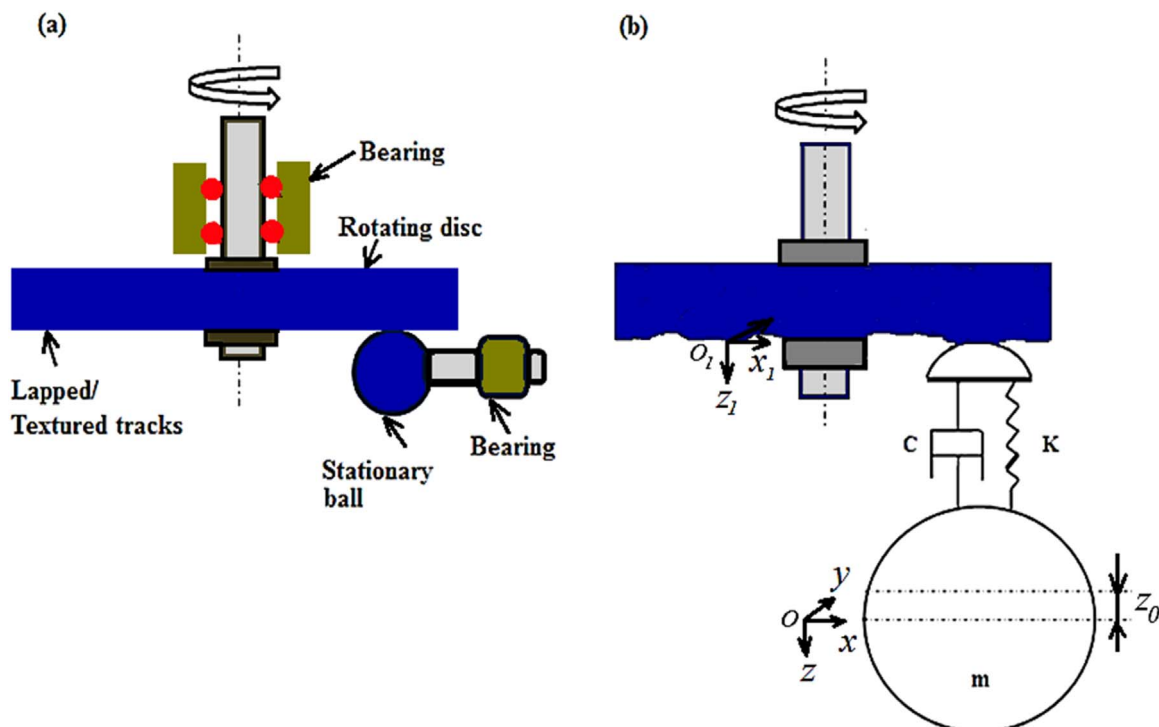 (a)
Bearing
Rotating disc
Lapped/
Textured tracks
Stationary
ball
Bearing
(b)
O1
x1
z1
C
K
y
O
x
z
z0
m